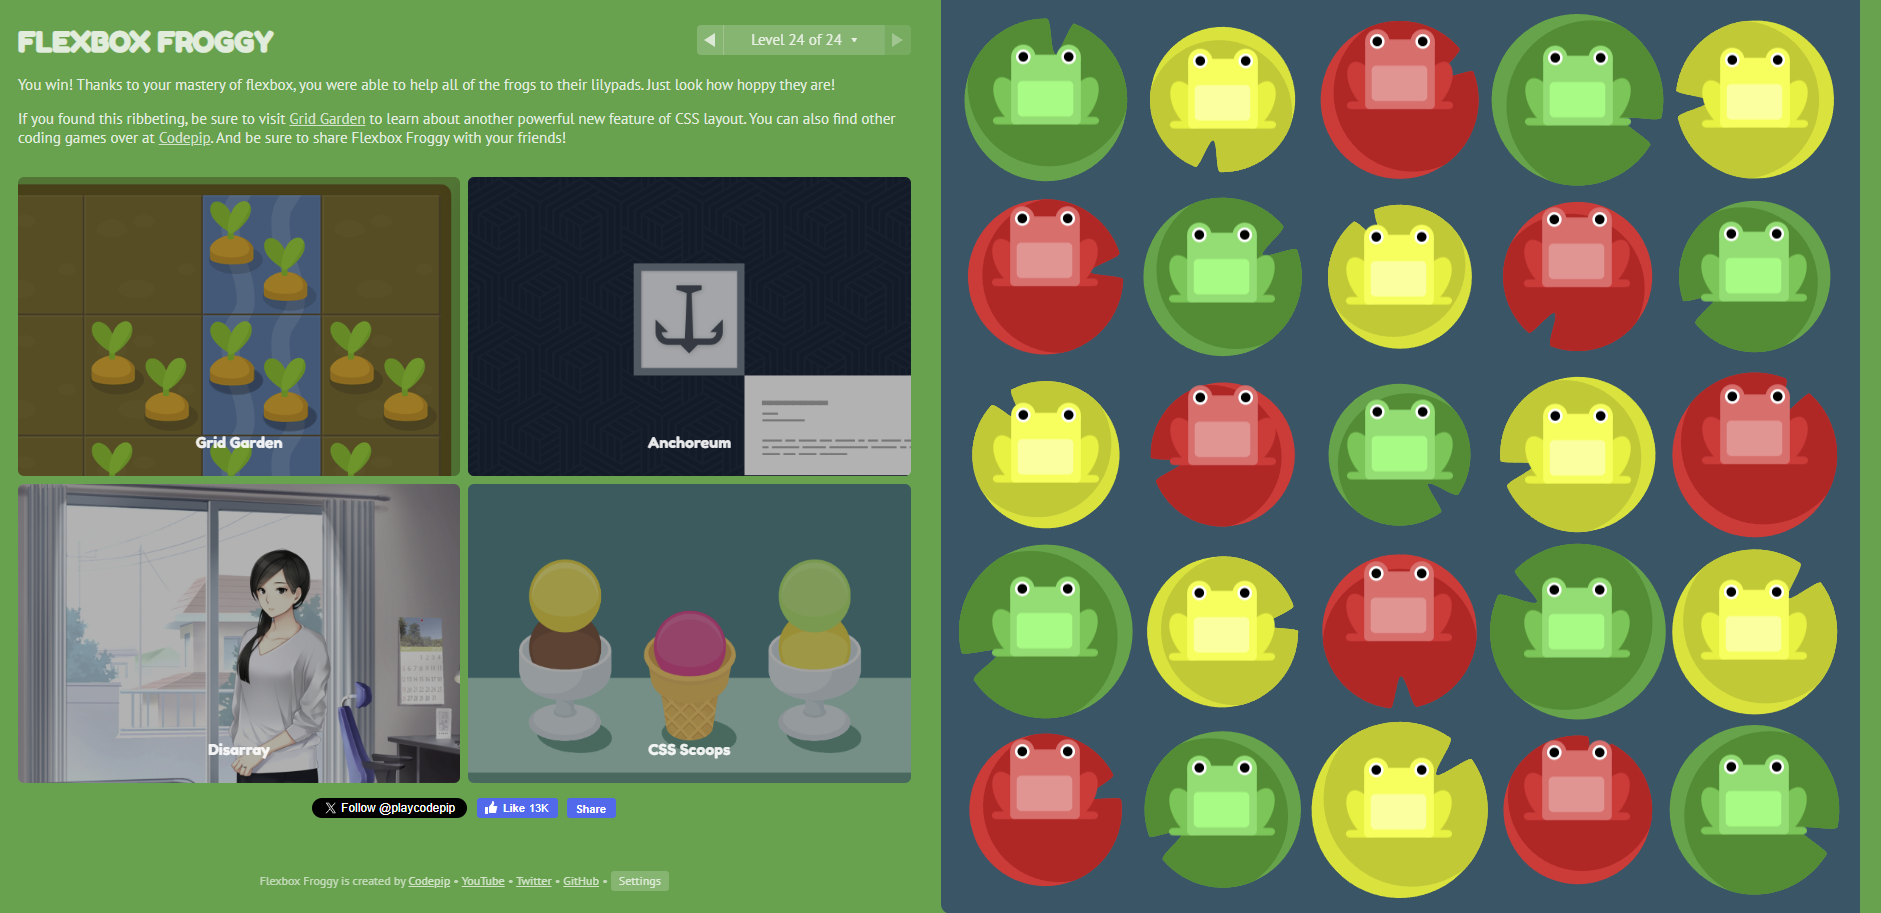 FLEXBOX FROGGY
Level 24 of 24
You win! Thanks to your mastery of flexbox, you were able to help all of the frogs to their lilypads. Just look how hoppy they are!
If you found this ribbeting, be sure to visit Grid Garden to learn about another powerful new feature of CSS layout. You can also find other
coding games over at Codepip. And be sure to share Flexbox Froggy with your friends!
Grid Garden
Anchoreum
Disarray
CSS Scoops
Follow @playcodepip
Like 13K
Share
Flexbox Froggy is created by Codepip • YouTube • Twitter • GitHub • Settings